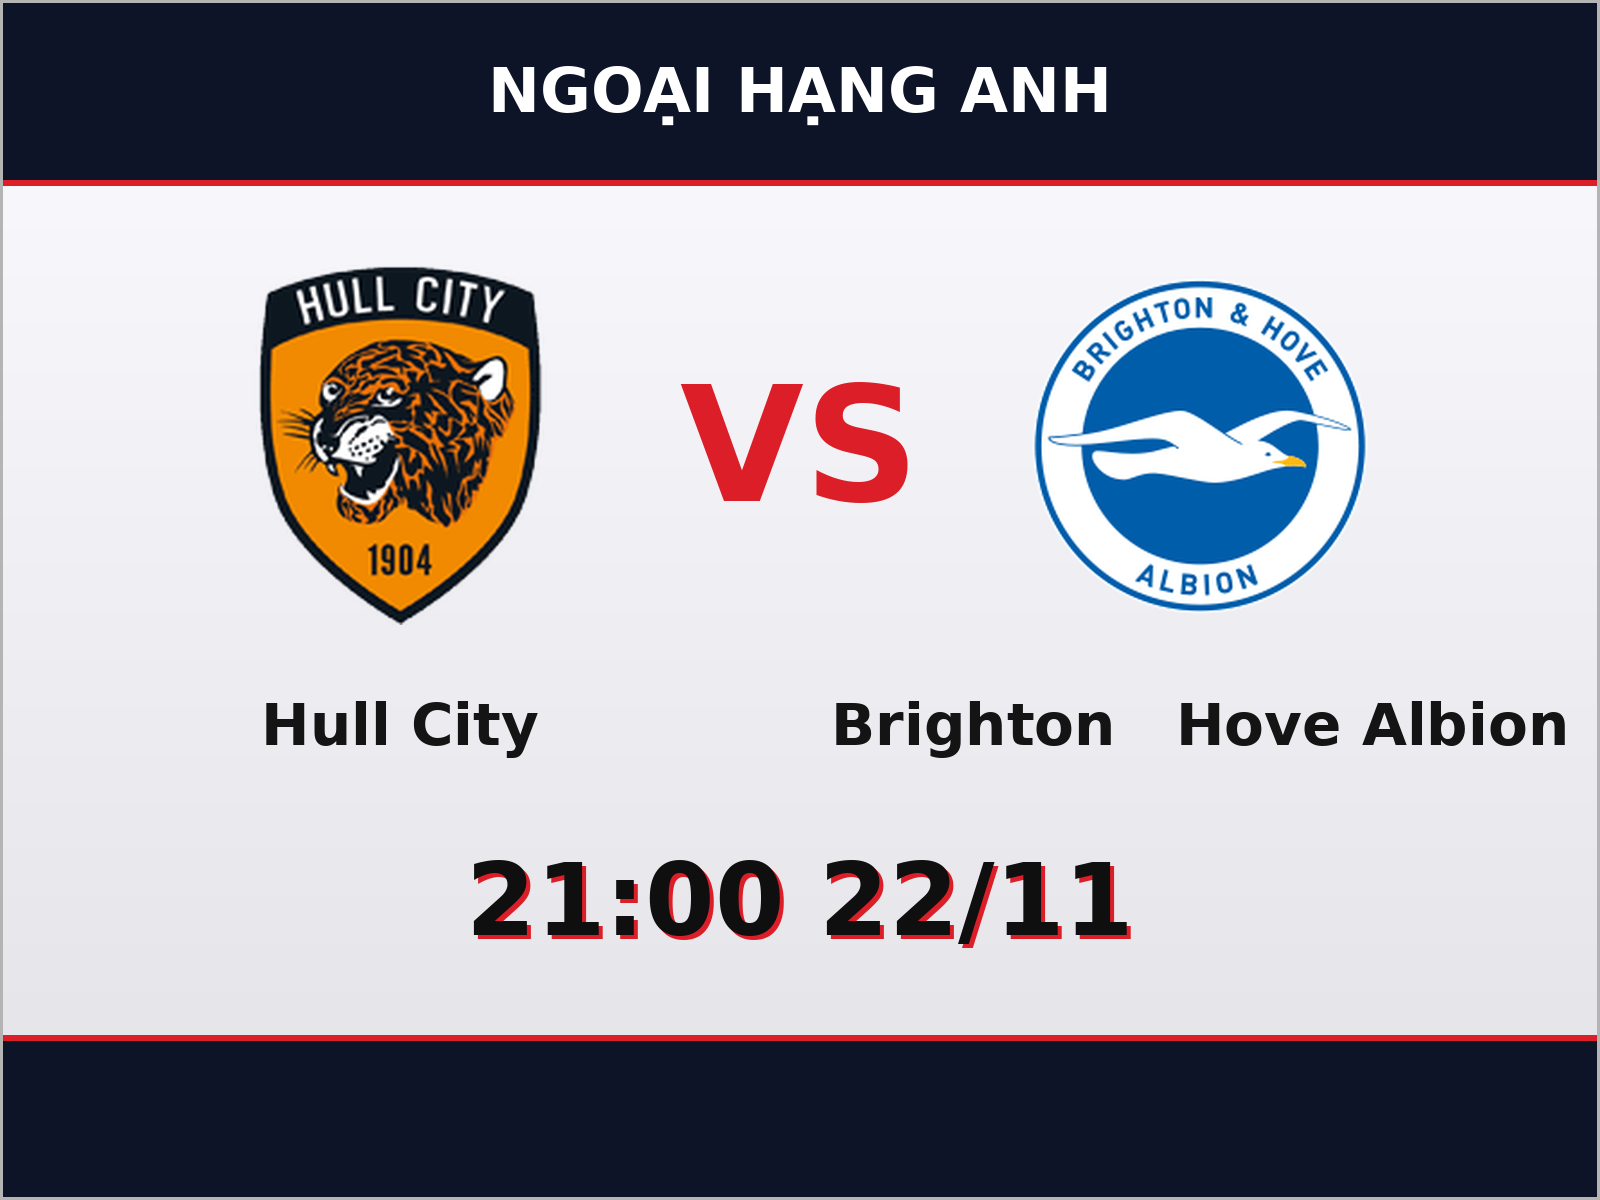 NGOẠI HẠNG ANH
HULL CITY
1904
VS
BRIGHTON & HOVE
ALBION
Hull City
Brighton Hove Albion
21:00 22/11